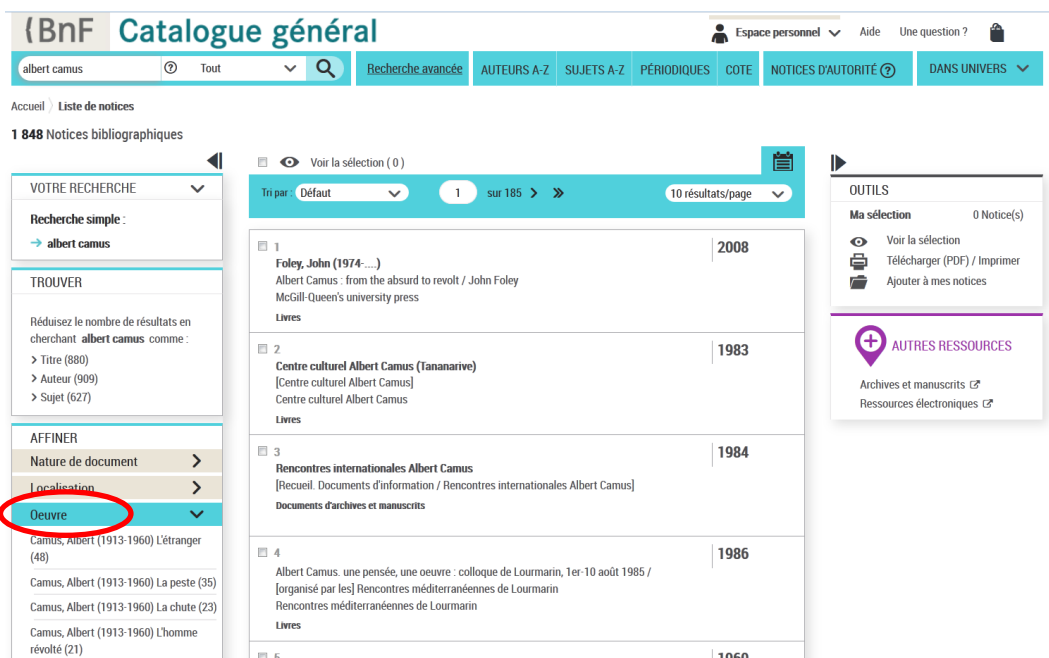 {BnF Catalogue général
Espace personnel Aide Une question ?
albert camus ? Tout Recherche avancée AUTEURS A-Z SUJETS A-Z PÉRIODIQUES COTE NOTICES D'AUTORITÉ ? DANS UNIVERS
Accueil > Liste de notices
1 848 Notices bibliographiques
VOTRE RECHERCHE
Recherche simple :
→ albert camus
TROUVER
Réduisez le nombre de résultats en
cherchant albert camus comme :
> Titre (880)
> Auteur (909)
> Sujet (627)
AFFINER
Nature de document >
Localisation >
Oeuvre
Camus, Albert (1913-1960) L'étranger
(48)
Camus, Albert (1913-1960) La peste (35)
Camus, Albert (1913-1960) La chute (23)
Camus, Albert (1913-1960) L'homme
révolté (21)
Voir la sélection ( 0 )
Tri par : Défaut 1 sur 185 > » 10 résultats/page
1 2008
Foley, John (1974-....)
Albert Camus : from the absurd to revolt / John Foley
McGill-Queen's university press
Livres
2 1983
Centre culturel Albert Camus (Tananarive)
[Centre culturel Albert Camus]
Centre culturel Albert Camus
Livres
3 1984
Rencontres internationales Albert Camus
[Recueil. Documents d'information / Rencontres internationales Albert Camus]
Documents d'archives et manuscrits
4 1986
Albert Camus. une pensée, une oeuvre : colloque de Lourmarin, 1er-10 août 1985 /
[organisé par les] Rencontres méditerranéennes de Lourmarin
Rencontres méditerranéennes de Lourmarin
Livres
5 1960
OUTILS
Ma sélection 0 Notice(s)
Voir la sélection
Télécharger (PDF) / Imprimer
Ajouter à mes notices
AUTRES RESSOURCES
Archives et manuscrits
Ressources électroniques